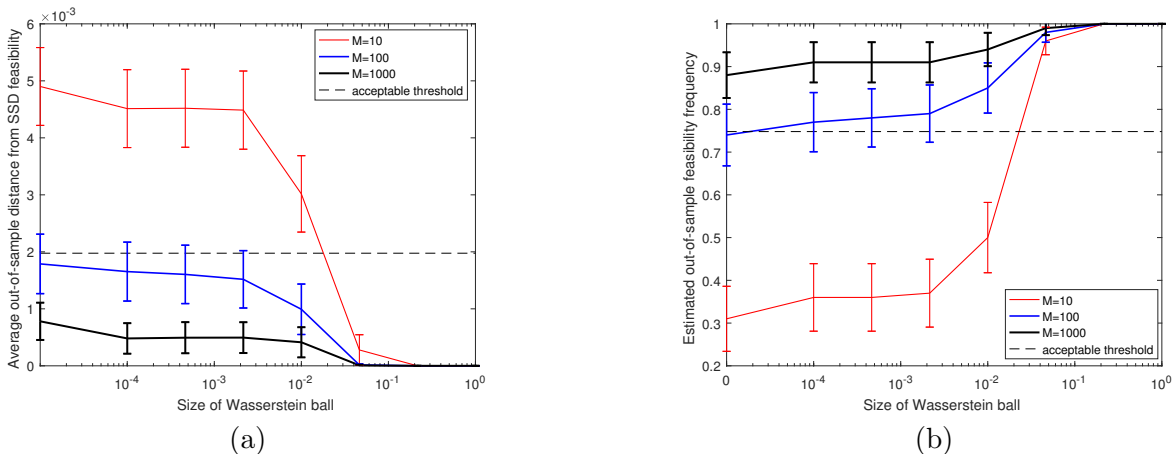 ×10⁻³
6
5
4
3
2
1
0
Average out-of-sample distance from SSD feasibility
M=10
M=100
M=1000
acceptable threshold
10⁻⁴ 10⁻³ 10⁻² 10⁻¹ 10⁰
Size of Wasserstein ball
(a)
1
0.9
0.8
0.7
0.6
0.5
0.4
0.3
0.2
Estimated out-of-sample feasibility frequency
M=10
M=100
M=1000
acceptable threshold
0 10⁻⁴ 10⁻³ 10⁻² 10⁻¹ 10⁰
Size of Wasserstein ball
(b)